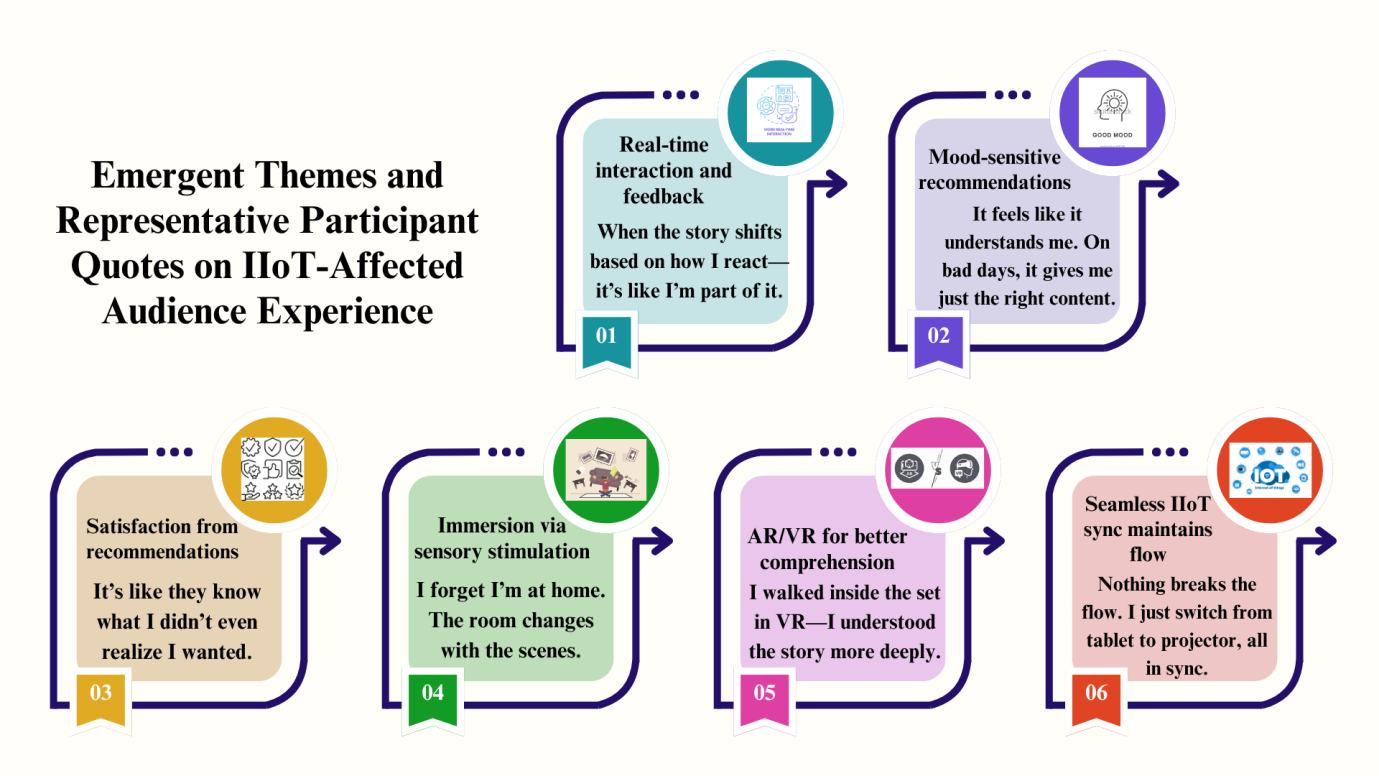 Emergent Themes and
Representative Participant
Quotes on IIoT-Affected
Audience Experience
MORE REAL-TIME
INTERACTION
Real-time
interaction and
feedback
When the story shifts
based on how I react—
it’s like I’m part of it.
01
GOOD MOOD
Mood-sensitive
recommendations
It feels like it
understands me. On
bad days, it gives me
just the right content.
02
Satisfaction from
recommendations
It’s like they know
what I didn’t even
realize I wanted.
03
Immersion via
sensory stimulation
I forget I’m at home.
The room changes
with the scenes.
04
AR/VR for better
comprehension
I walked inside the set
in VR—I understood
the story more deeply.
05
IOT
Seamless IIoT
sync maintains
flow
Nothing breaks the
flow. I just switch from
tablet to projector, all
in sync.
06